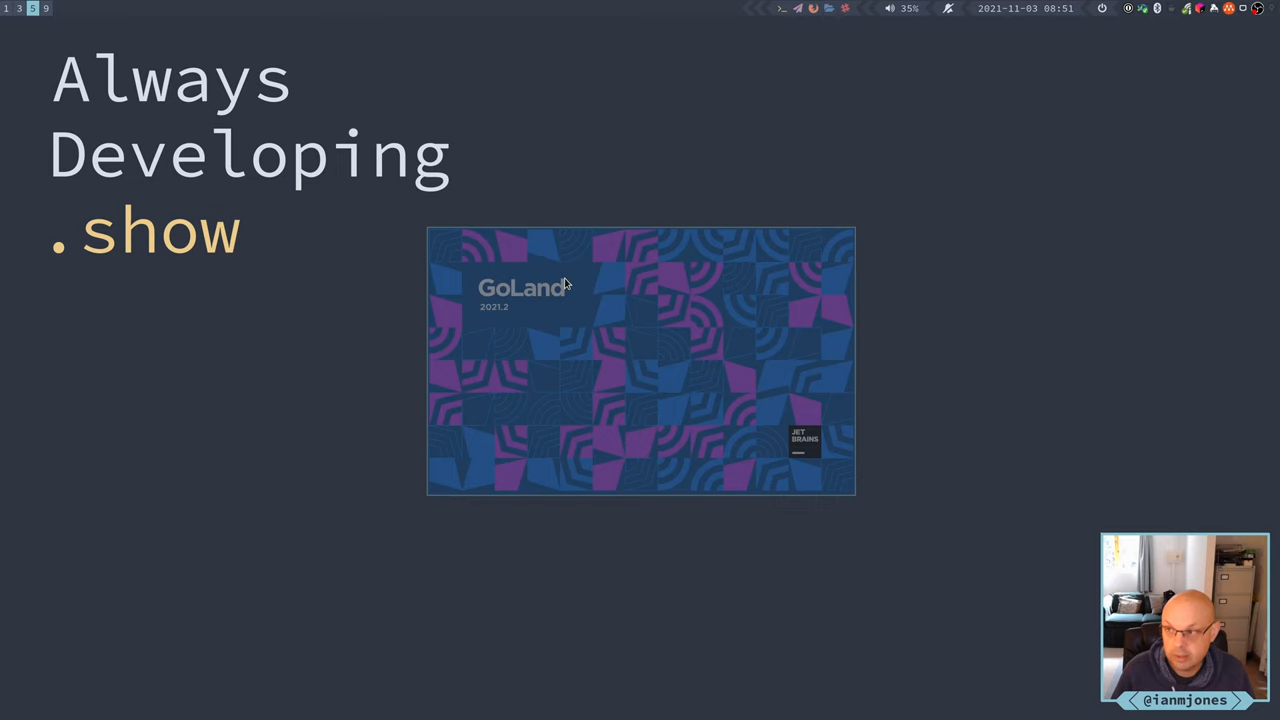 1 3 5 9
35%
2021-11-03 08:51
Always
Developing
.show
GoLand
2021.2
JET
BRAINS
@ianmjones